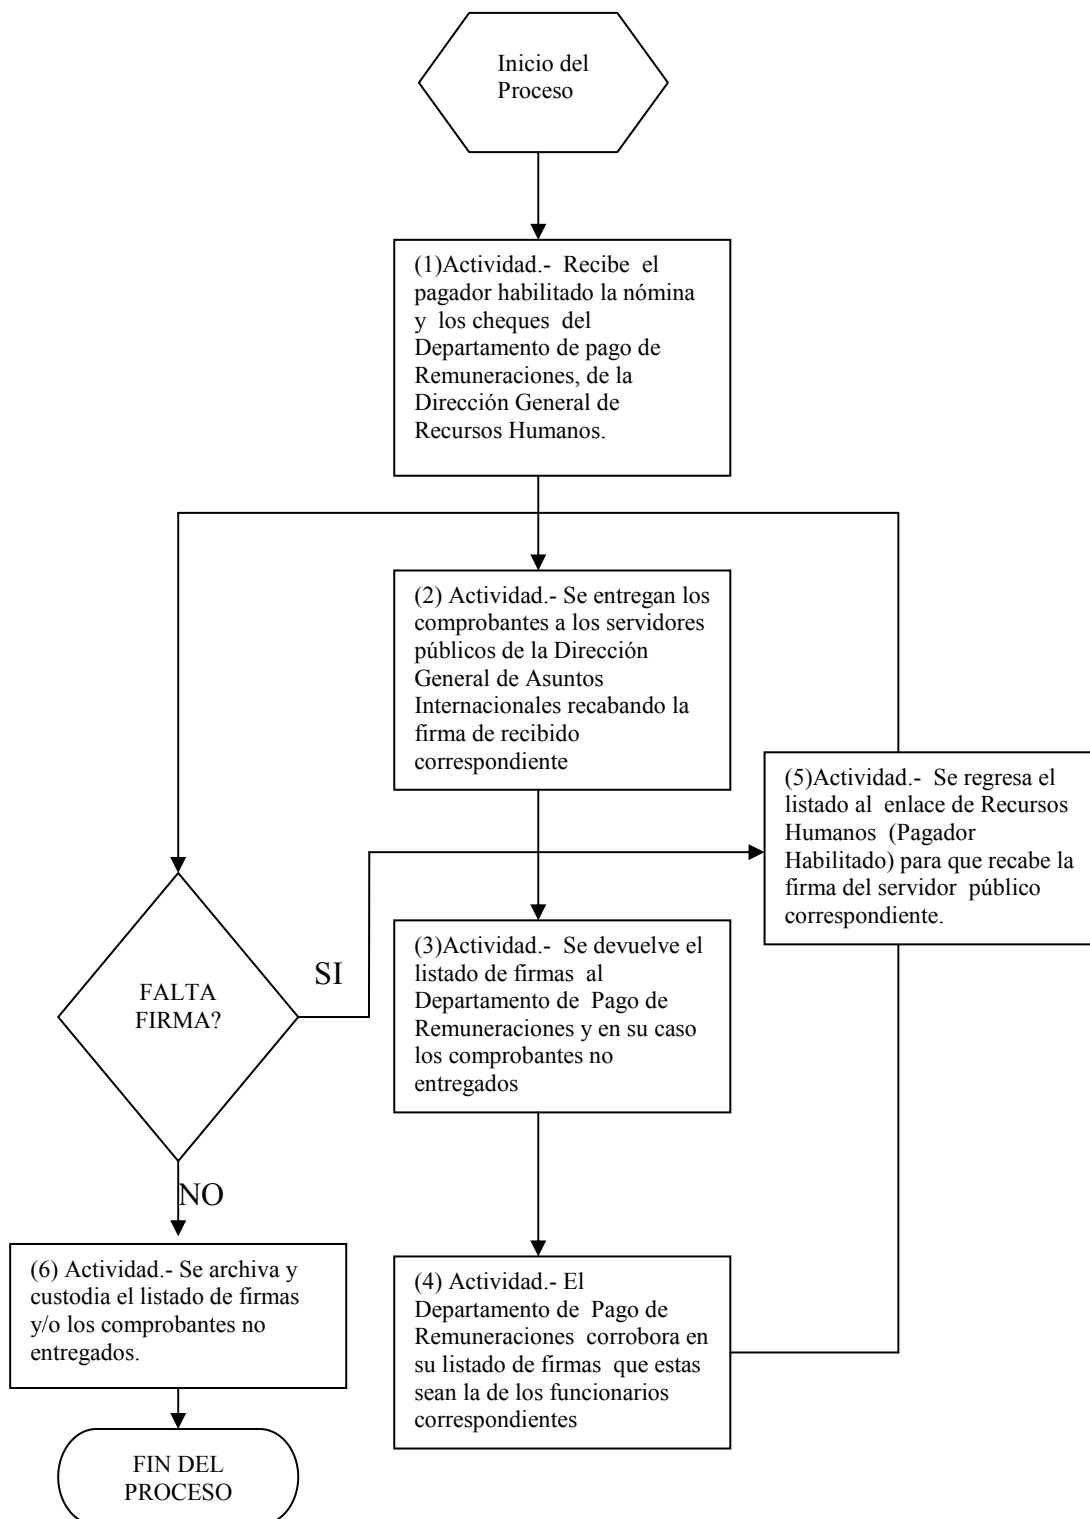 Inicio del
Proceso
(1)Actividad.- Recibe el
pagador habilitado la nómina
y los cheques del
Departamento de pago de
Remuneraciones, de la
Dirección General de
Recursos Humanos.
(2) Actividad.- Se entregan los
comprobantes a los servidores
públicos de la Dirección
General de Asuntos
Internacionales recabando la
firma de recibido
correspondiente
(5)Actividad.- Se regresa el
listado al enlace de Recursos
Humanos (Pagador
Habilitado) para que recabe la
firma del servidor público
correspondiente.
(3)Actividad.- Se devuelve el
listado de firmas al
Departamento de Pago de
Remuneraciones y en su caso
los comprobantes no
entregados
SI
FALTA
FIRMA?
NO
(6) Actividad.- Se archiva y
custodia el listado de firmas
y/o los comprobantes no
entregados.
(4) Actividad.- El
Departamento de Pago de
Remuneraciones corrobora en
su listado de firmas que estas
sean la de los funcionarios
correspondientes
FIN DEL
PROCESO